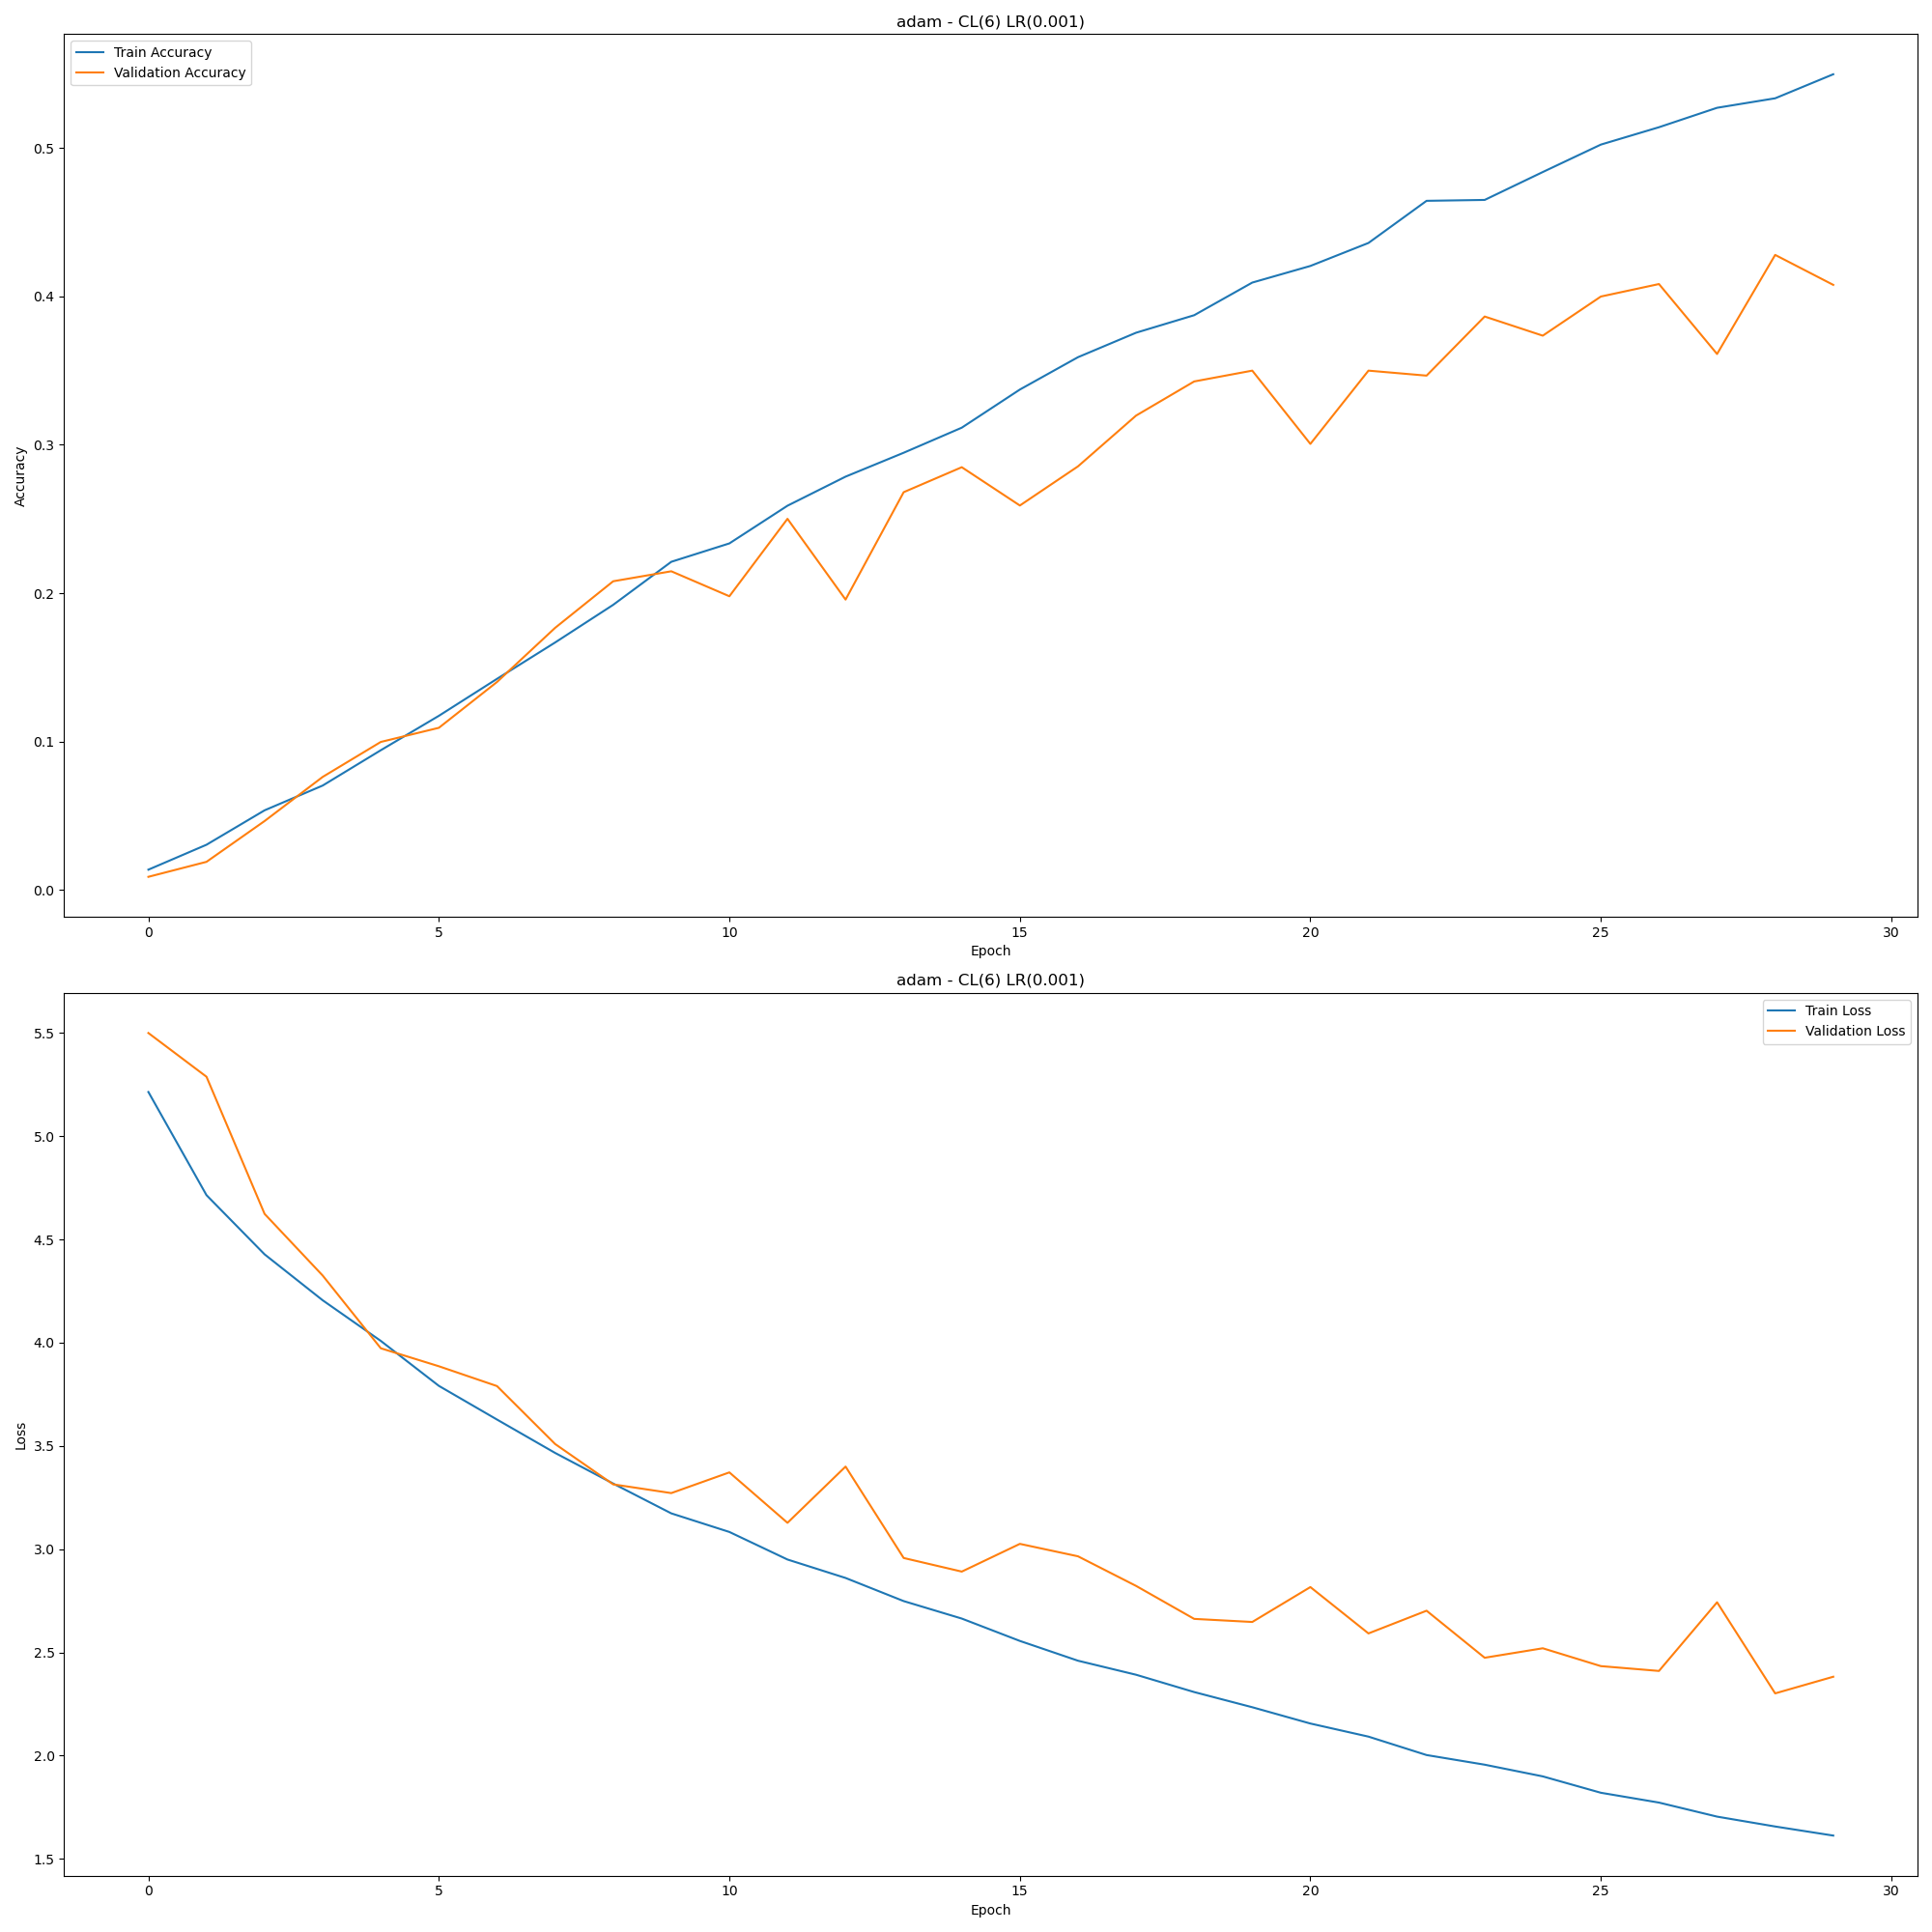 adam - CL(6) LR(0.001)
Train Accuracy
Validation Accuracy
0.5
0.4
0.3
0.2
0.1
0.0
Accuracy
0 5 10 15 20 25 30
Epoch
adam - CL(6) LR(0.001)
Train Loss
Validation Loss
5.5
5.0
4.5
4.0
3.5
3.0
2.5
2.0
1.5
Loss
0 5 10 15 20 25 30
Epoch